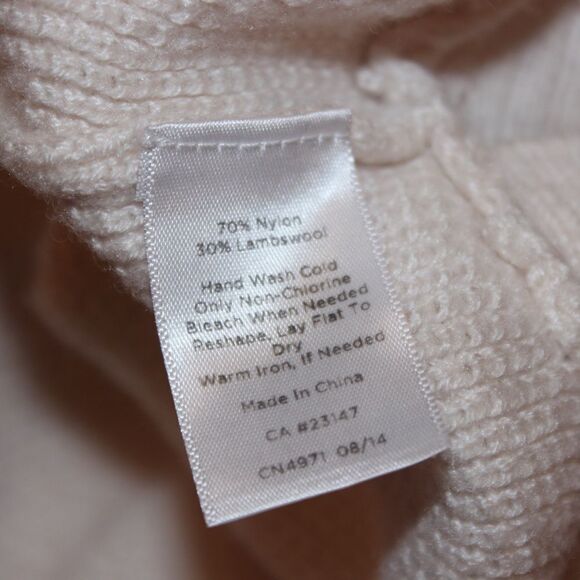 70% Nylon
30% Lambswool
Hand Wash Cold
Only Non-Chlorine
Bleach When Needed
Reshape, Lay Flat To
Dry
Warm Iron, If Needed
Made In China
CA #23147
CN4971 08/14